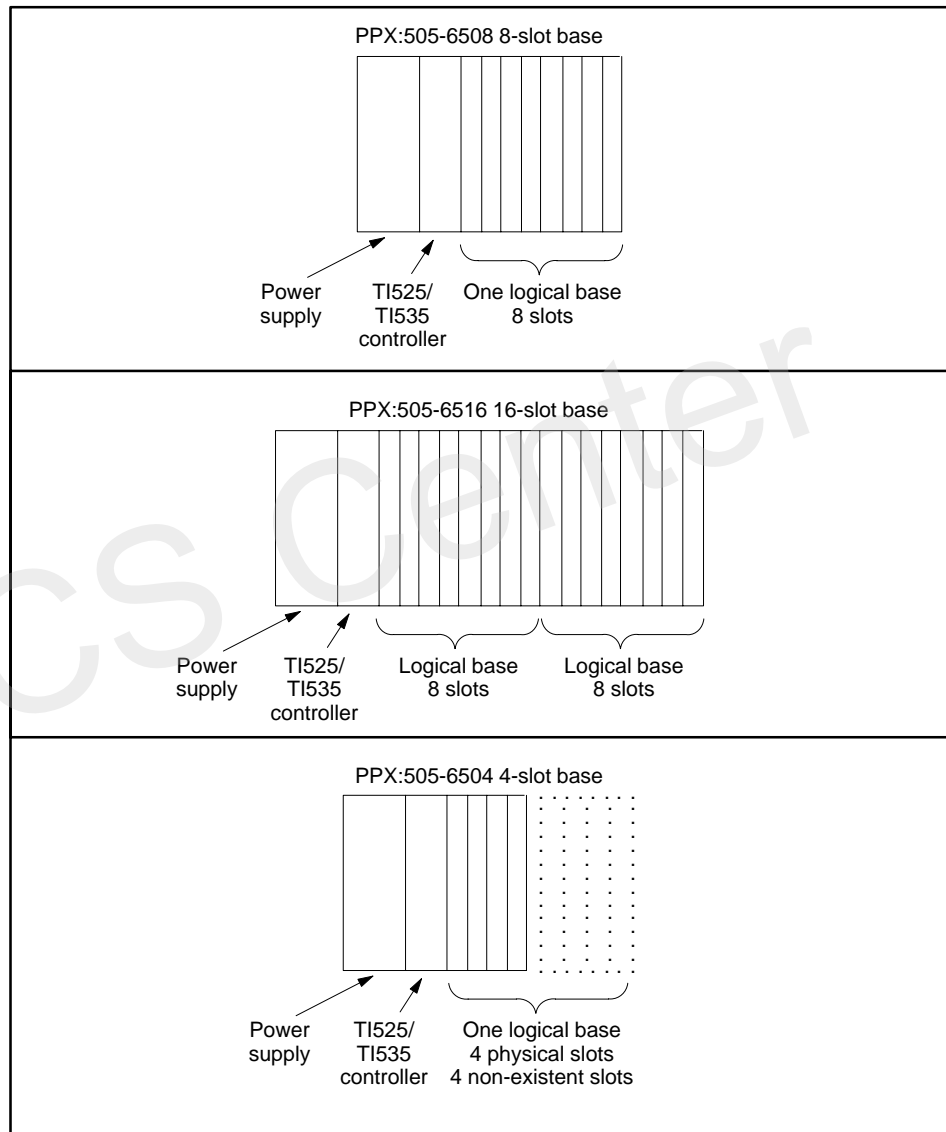 PPX:505-6508 8-slot base
Power
supply
TI525/
TI535
controller
One logical base
8 slots
PPX:505-6516 16-slot base
Power
supply
TI525/
TI535
controller
Logical base
8 slots
Logical base
8 slots
PPX:505-6504 4-slot base
Power
supply
TI525/
TI535
controller
One logical base
4 physical slots
4 non-existent slots
CS Center